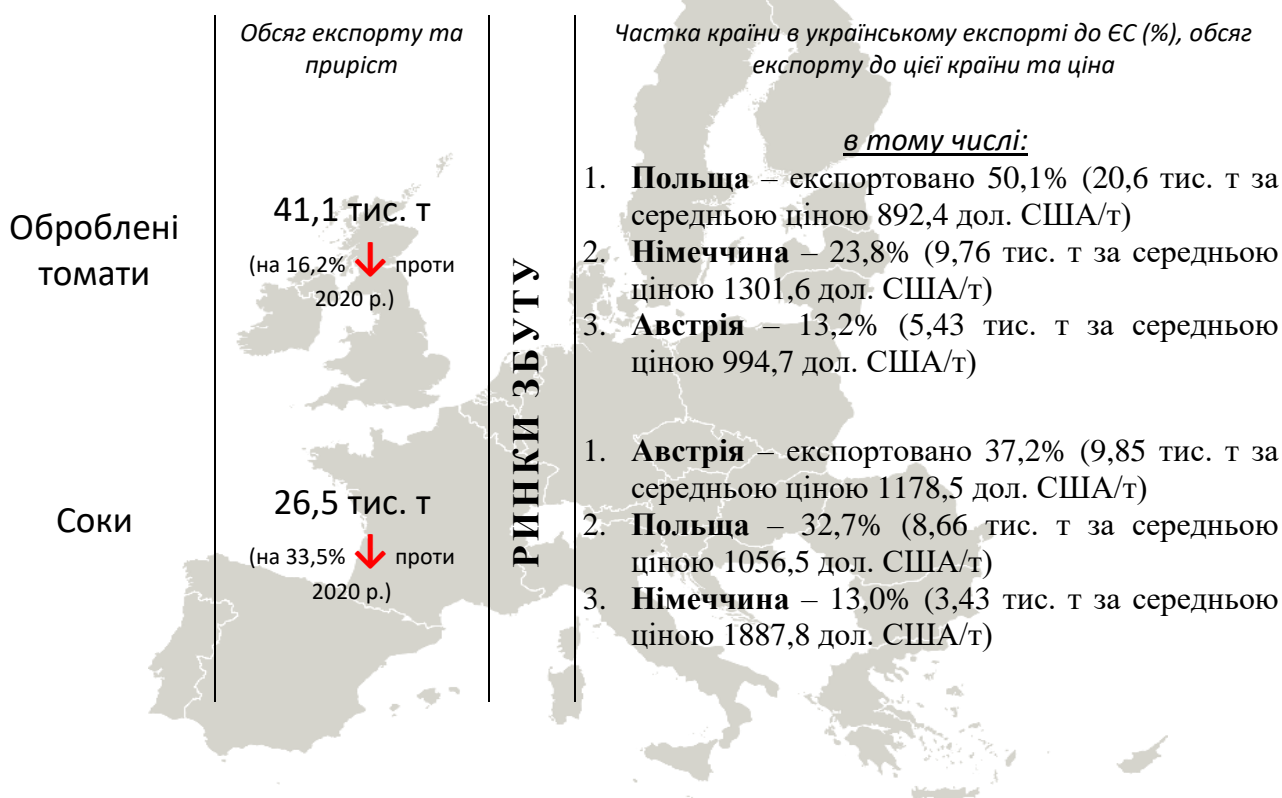 Обсяг експорту та
приріст
Частка країни в українському експорті до ЄС (%), обсяг
експорту до цієї країни та ціна
Оброблені
томати
41,1 тис. т
(на 16,2% ↓ проти
2020 р.)
РИНКИ ЗБУТУ
в тому числі:
1. Польща – експортовано 50,1% (20,6 тис. т за
середньою ціною 892,4 дол. США/т)
2. Німеччина – 23,8% (9,76 тис. т за середньою
ціною 1301,6 дол. США/т)
3. Австрія – 13,2% (5,43 тис. т за середньою
ціною 994,7 дол. США/т)
Соки
26,5 тис. т
(на 33,5% ↓ проти
2020 р.)
1. Австрія – експортовано 37,2% (9,85 тис. т за
середньою ціною 1178,5 дол. США/т)
2. Польща – 32,7% (8,66 тис. т за середньою
ціною 1056,5 дол. США/т)
3. Німеччина – 13,0% (3,43 тис. т за середньою
ціною 1887,8 дол. США/т)